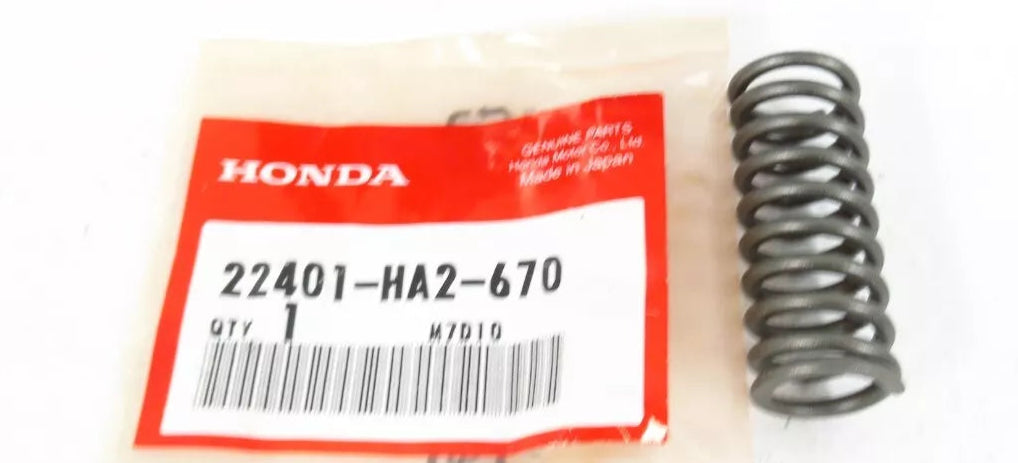 GENUINE PARTS
Honda Motor Co., Ltd.
Made in Japan
HONDA
22401-HA2-670
QTY 1 M7D10